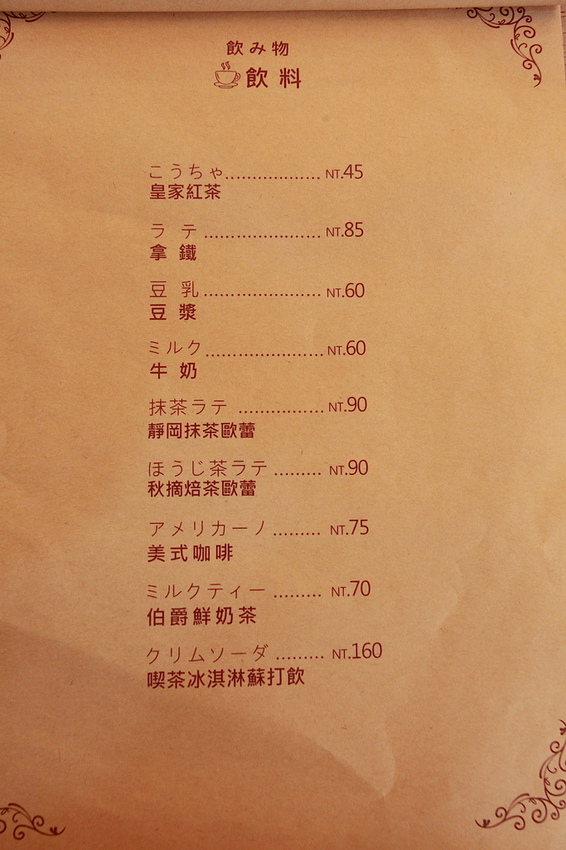 飲み物
飲料
こうちゃ.................... NT.45
皇家紅茶
ラテ......................... NT.85
拿鐵
豆乳......................... NT.60
豆漿
ミルク......................... NT.60
牛奶
抹茶ラテ .................. NT.90
靜岡抹茶歐蕾
ほうじ茶ラテ .......... NT.90
秋摘焙茶歐蕾
アメリカーノ .......... NT.75
美式咖啡
ミルクティー .......... NT.70
伯爵鮮奶茶
クリムソーダ .......... NT.160
喫茶冰淇淋蘇打飲